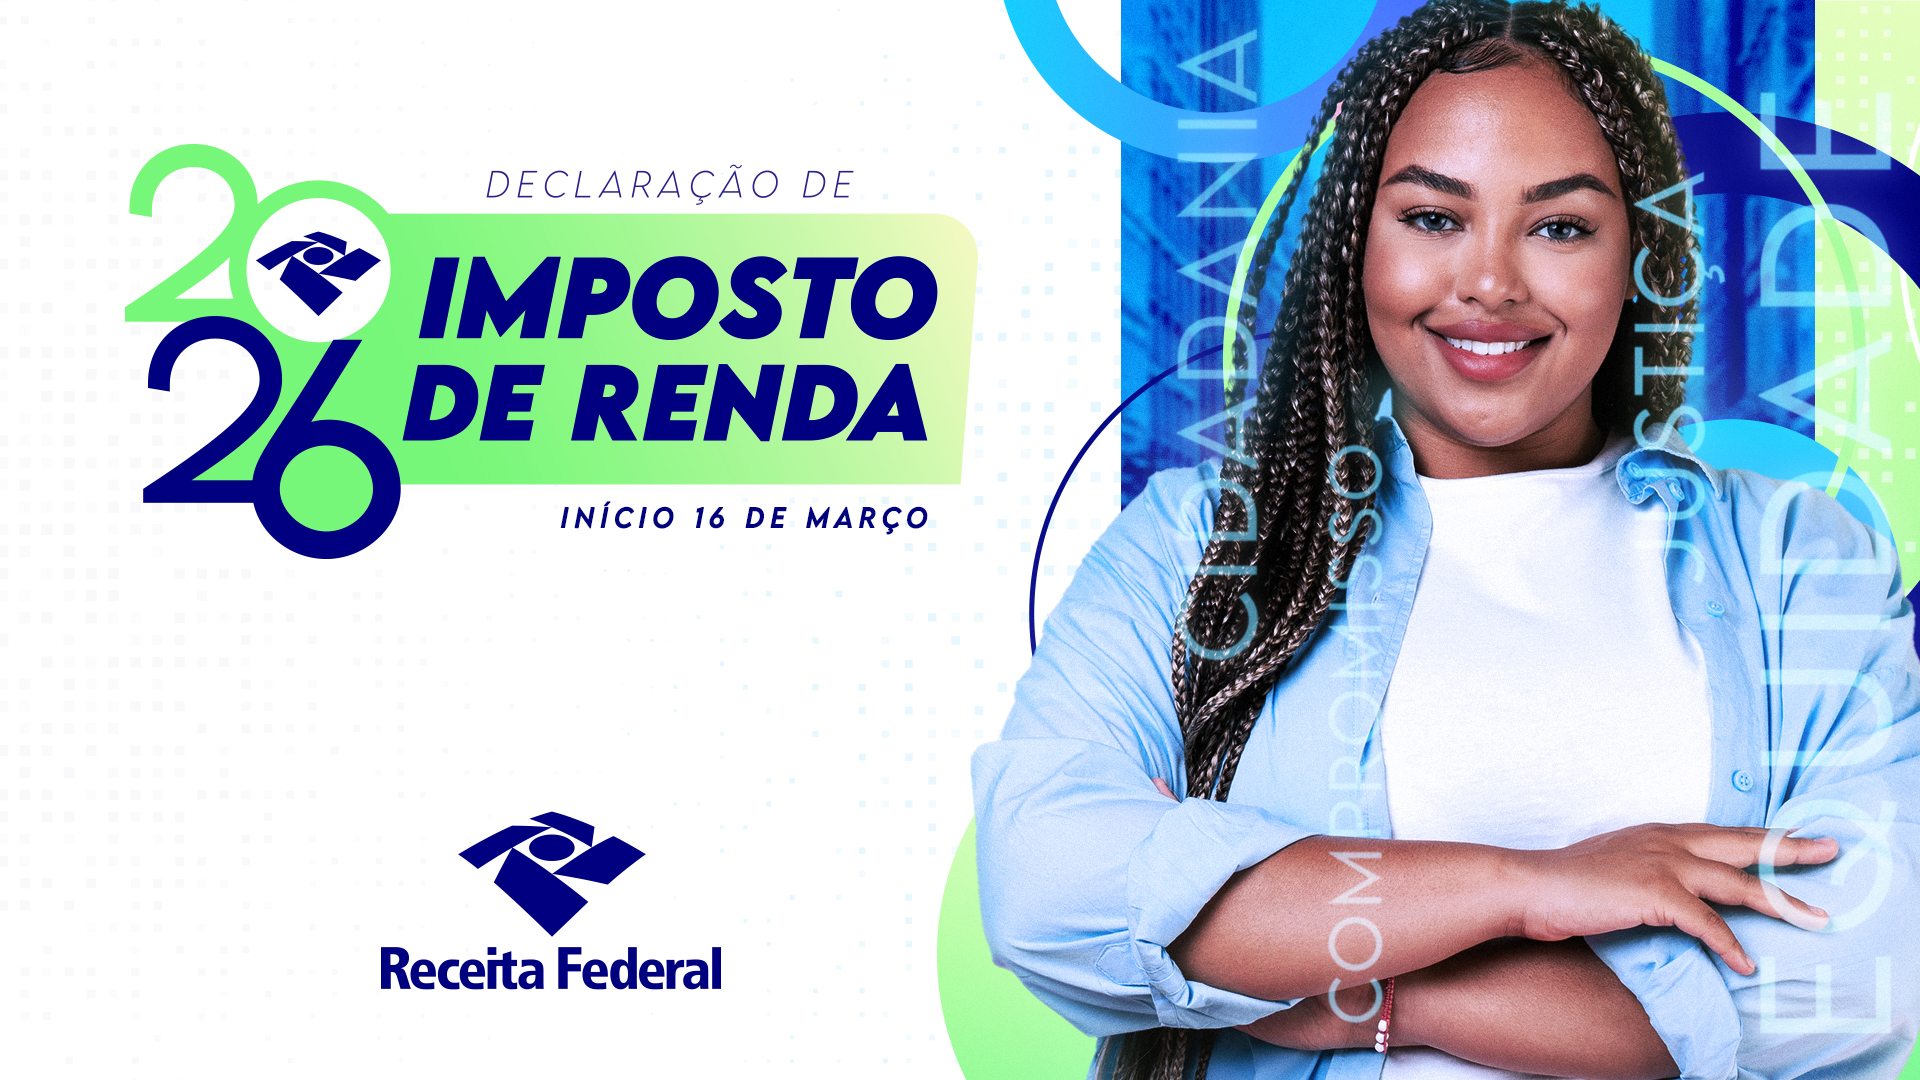 2026
DECLARAÇÃO DE
IMPOSTO
DE RENDA
INÍCIO 16 DE MARÇO
Receita Federal
CIDADANIA
COMPROMISSO
JUSTIÇA
EQUIDADE